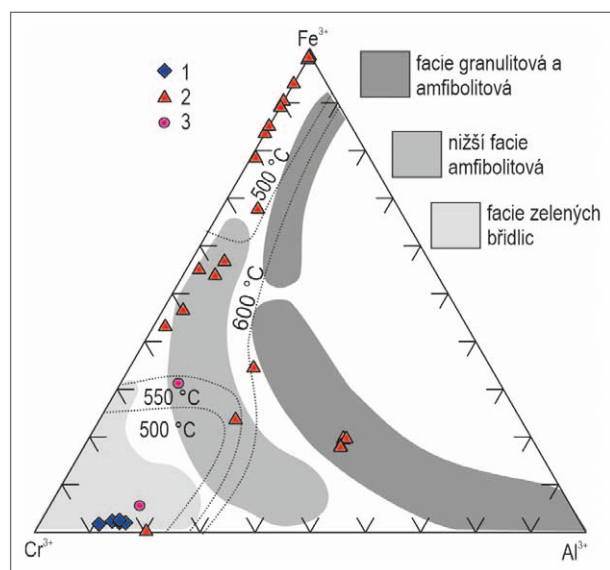 Fe³⁺
1
2
3
facie granulitová a
amfibolitová
nižší facie
amfibolitová
facie zelených
břidlic
500 °C
600 °C
550 °C
500 °C
Cr³⁺
Al³⁺